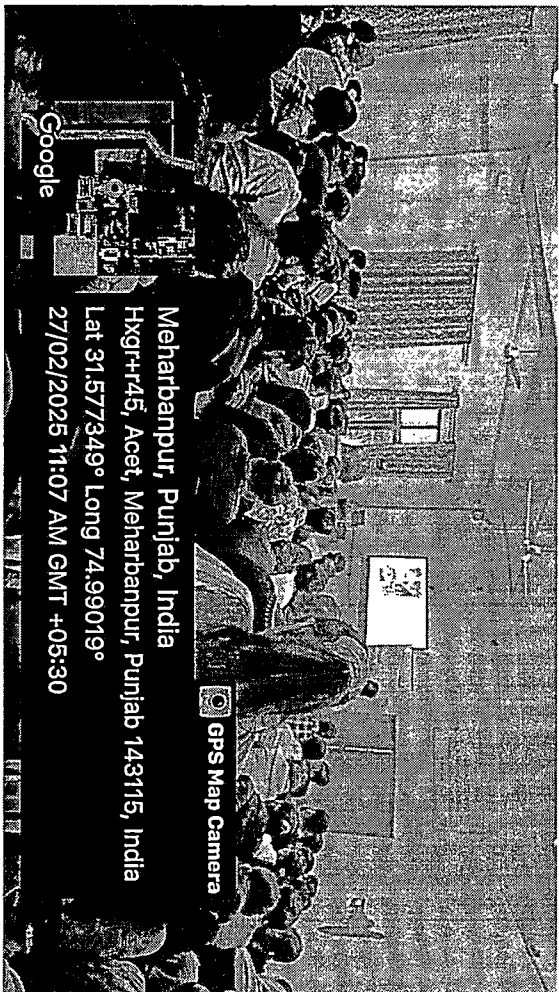 GPS Map Camera
Meharbanpur, Punjab, India
Hxgr+r45, Acet, Meharbanpur, Punjab 143115, India
Lat 31.577349° Long 74.99019°
27/02/2025 11:07 AM GMT +05:30
Google